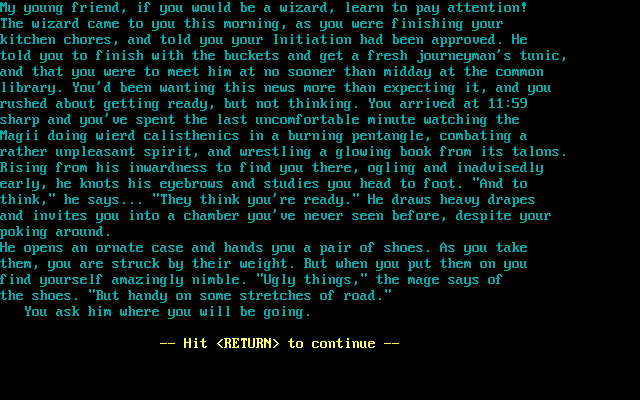 My young friend, if you would be a wizard, learn to pay attention!
The wizard came to you this morning, as you were finishing your
kitchen chores, and told you your Initiation had been approved. He
told you to finish with the buckets and get a fresh journeyman's tunic,
and that you were to meet him at no sooner than midday at the common
library. You'd been wanting this news more than expecting it, and you
rushed about getting ready, but not thinking. You arrived at 11:59
sharp and you've spent the last uncomfortable minute watching the
Magii doing wierd calisthenics in a burning pentangle, combating a
rather unpleasant spirit, and wrestling a glowing book from its talons.
Rising from his inwardness to find you there, ogling and inadvisedly
early, he knots his eyebrows and studies you head to foot. "And to
think," he says... "They think you're ready." He draws heavy drapes
and invites you into a chamber you've never seen before, despite your
poking around.
He opens an ornate case and hands you a pair of shoes. As you take
them, you are struck by their weight. But when you put them on you
find yourself amazingly nimble. "Ugly things," the mage says of
the shoes. "But handy on some stretches of road."
You ask him where you will be going.
-- Hit <RETURN> to continue --